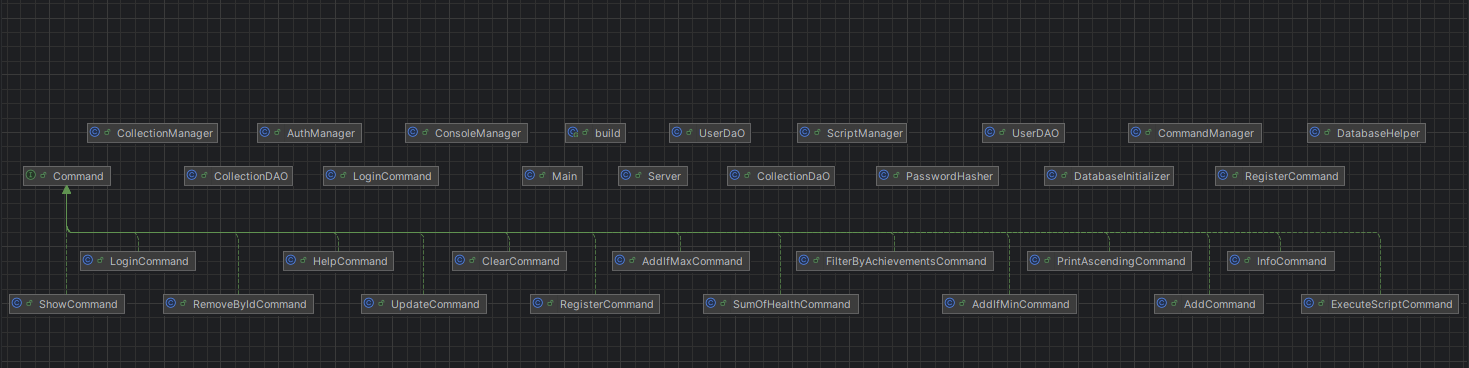 CollectionManager AuthManager ConsoleManager build UserDaO ScriptManager UserDAO CommandManager DatabaseHelper
Command CollectionDAO LoginCommand Main Server CollectionDaO PasswordHasher DatabaseInitializer RegisterCommand
LoginCommand HelpCommand ClearCommand AddIfMaxCommand FilterByAchievementsCommand PrintAscendingCommand InfoCommand
ShowCommand RemoveByIdCommand UpdateCommand RegisterCommand SumOfHealthCommand AddIfMinCommand AddCommand ExecuteScriptCommand